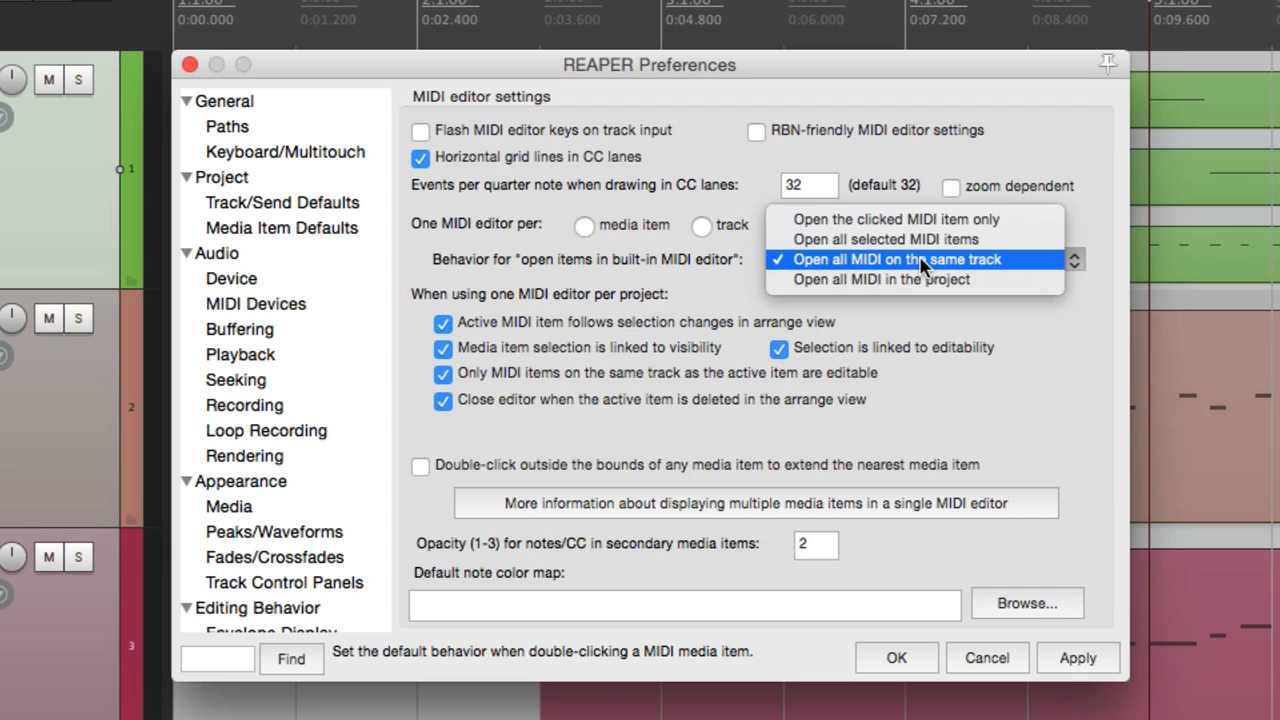 1.1.00 2.1.00 3.1.00 4.1.00 5.1.00
0:00.000 0:01.200 0:02.400 0:03.600 0:04.800 0:06.000 0:07.200 0:08.400 0:09.600
REAPER Preferences
M S
1
M S
2
M S
3
General
Paths
Keyboard/Multitouch
Project
Track/Send Defaults
Media Item Defaults
Audio
Device
MIDI Devices
Buffering
Playback
Seeking
Recording
Loop Recording
Rendering
Appearance
Media
Peaks/Waveforms
Fades/Crossfades
Track Control Panels
Editing Behavior
Envelope Display
MIDI editor settings
Flash MIDI editor keys on track input RBN-friendly MIDI editor settings
Horizontal grid lines in CC lanes
Events per quarter note when drawing in CC lanes: 32 (default 32) zoom dependent
One MIDI editor per: media item track
Behavior for "open items in built-in MIDI editor":
Open the clicked MIDI item only
Open all selected MIDI items
✓ Open all MIDI on the same track
Open all MIDI in the project
When using one MIDI editor per project:
Active MIDI item follows selection changes in arrange view
Media item selection is linked to visibility Selection is linked to editability
Only MIDI items on the same track as the active item are editable
Close editor when the active item is deleted in the arrange view
Double-click outside the bounds of any media item to extend the nearest media item
More information about displaying multiple media items in a single MIDI editor
Opacity (1-3) for notes/CC in secondary media items: 2
Default note color map:
Browse...
Find Set the default behavior when double-clicking a MIDI media item.
OK Cancel Apply